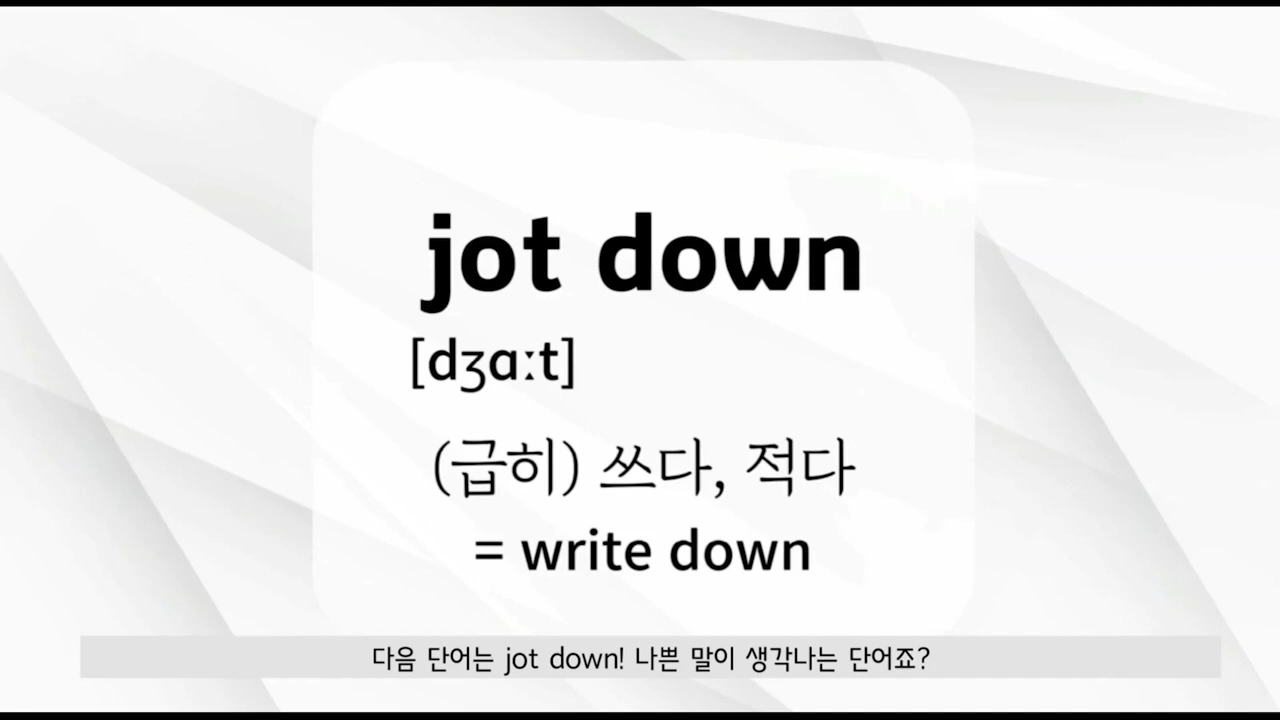 jot down
[dʒɑːt]
(급히) 쓰다, 적다
= write down
다음 단어는 jot down! 나쁜 말이 생각나는 단어죠?